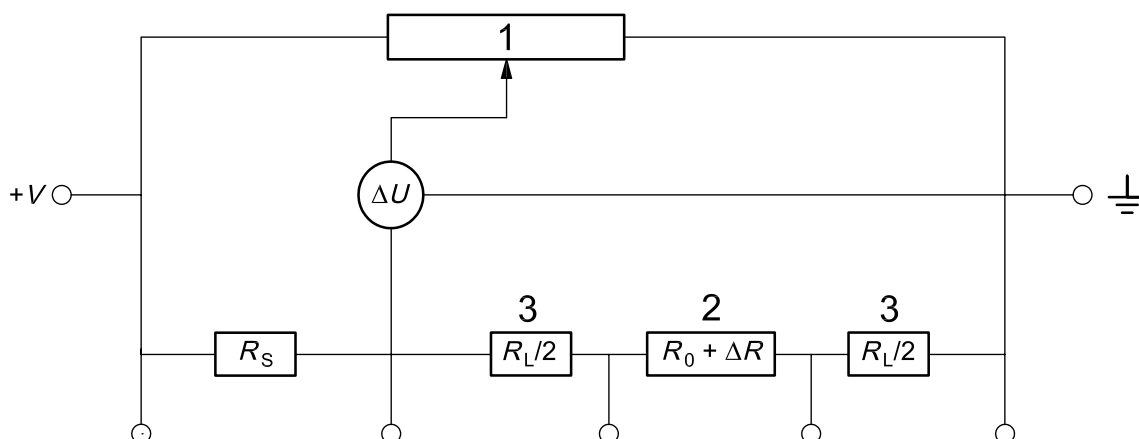 1
+V
ΔU
3 2 3
R_S R_L/2 R_0 + ΔR R_L/2